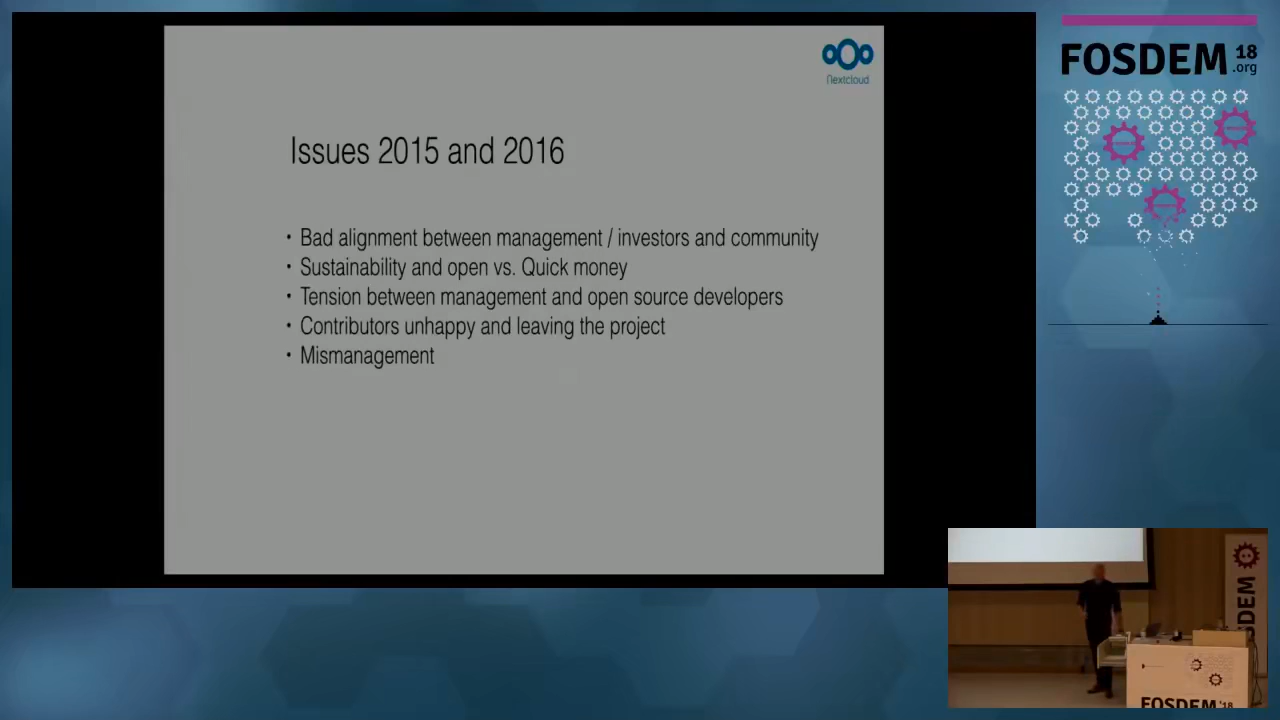 nextcloud
Issues 2015 and 2016
• Bad alignment between management / investors and community
• Sustainability and open vs. Quick money
• Tension between management and open source developers
• Contributors unhappy and leaving the project
• Mismanagement
FOSDEM 18
.org
FOSDEM
FOSDEM '18